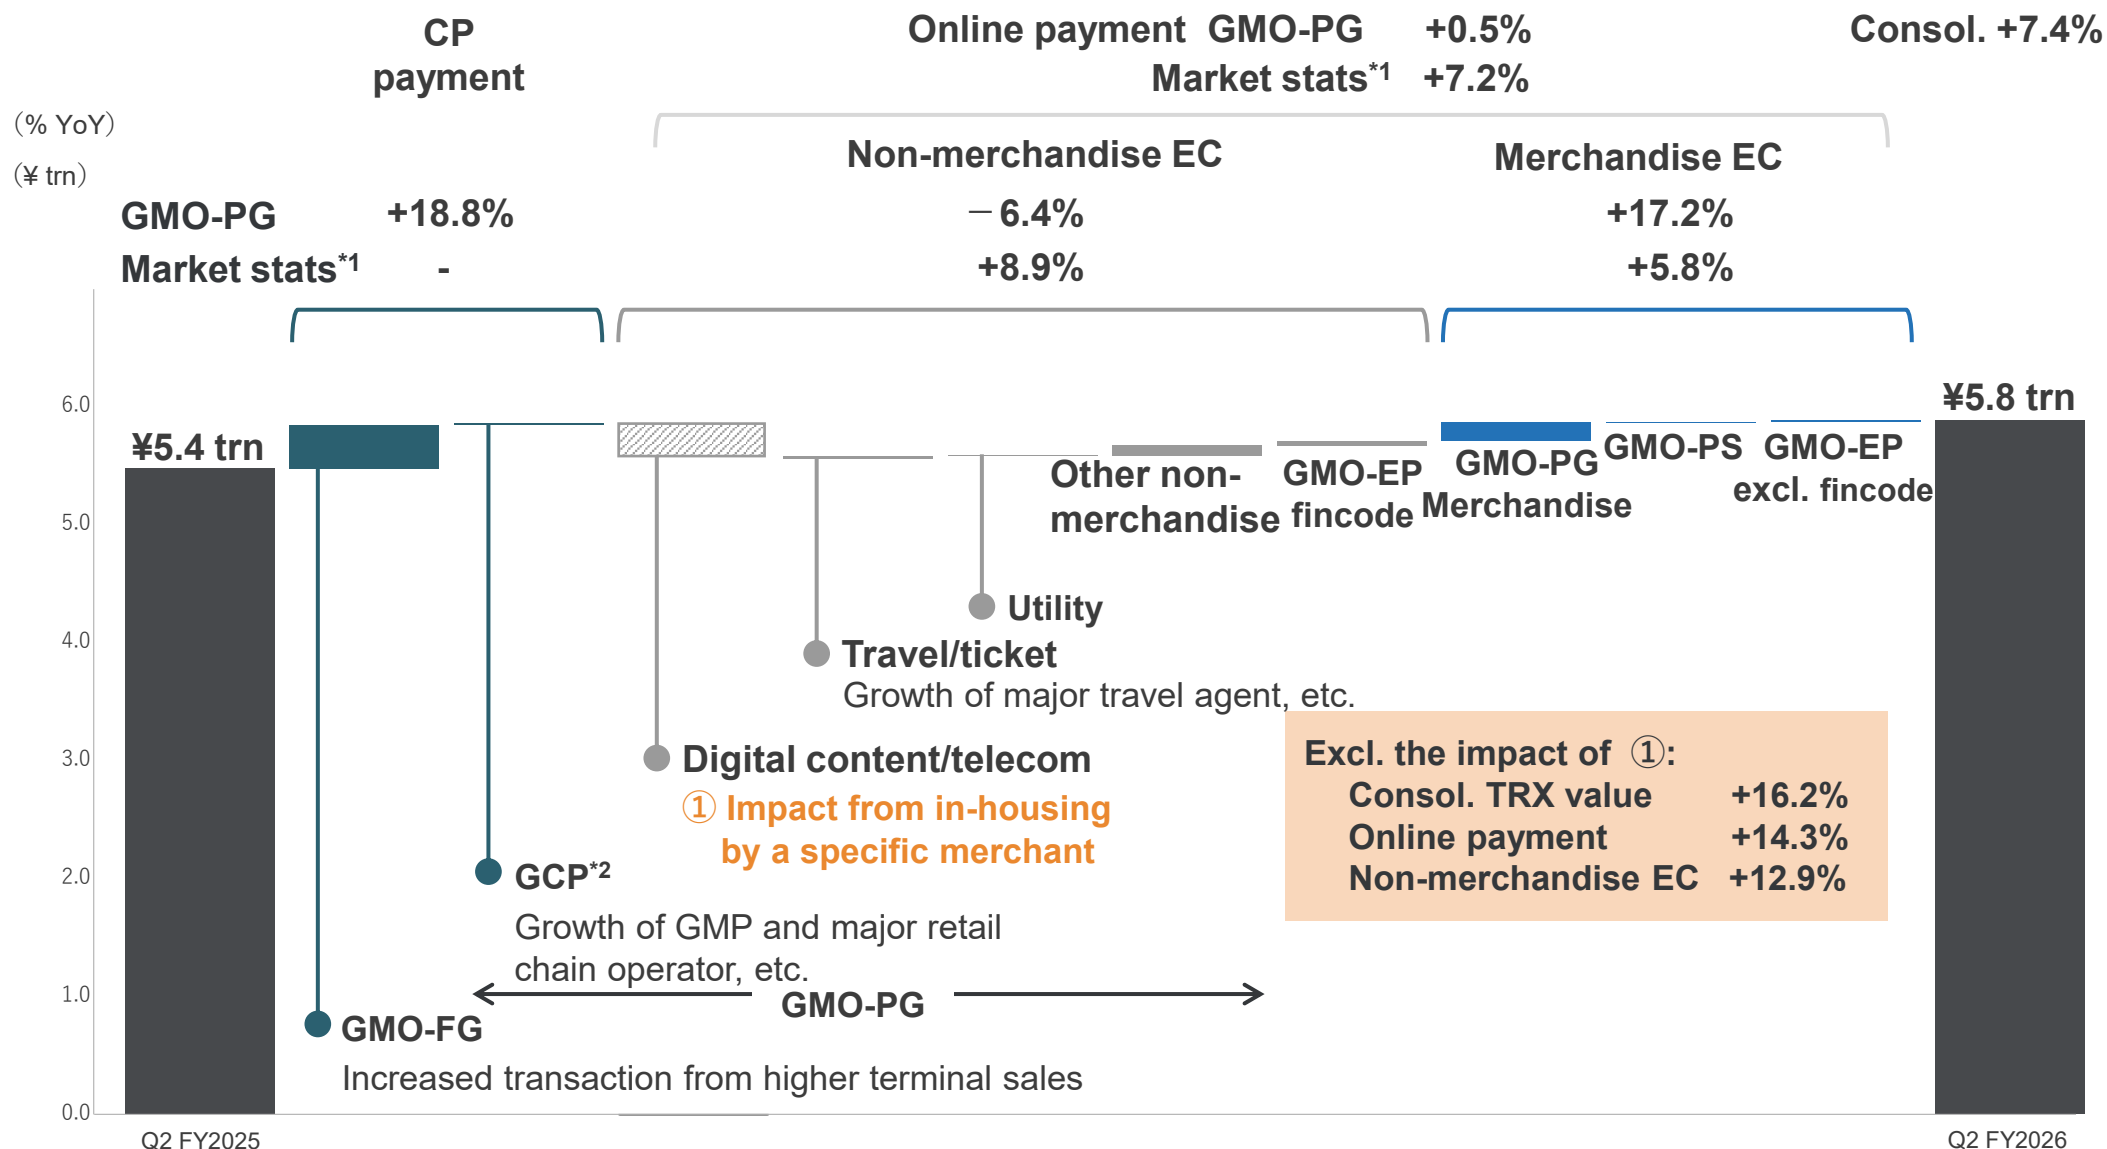 CP
payment
Online payment GMO-PG +0.5%
Market stats*1 +7.2%
Consol. +7.4%
（% YoY）
（¥ trn）
Non-merchandise EC
Merchandise EC
GMO-PG +18.8% －6.4% +17.2%
Market stats*1 - +8.9% +5.8%
6.0
5.0
4.0
3.0
2.0
1.0
0.0
¥5.4 trn
¥5.8 trn
Other non-
merchandise
GMO-EP
fincode
GMO-PG
Merchandise
GMO-PS
GMO-EP
excl. fincode
Utility
Travel/ticket
Growth of major travel agent, etc.
Digital content/telecom
① Impact from in-housing
by a specific merchant
Excl. the impact of ①:
Consol. TRX value +16.2%
Online payment +14.3%
Non-merchandise EC +12.9%
GCP*2
Growth of GMP and major retail
chain operator, etc.
GMO-PG
GMO-FG
Increased transaction from higher terminal sales
Q2 FY2025
Q2 FY2026